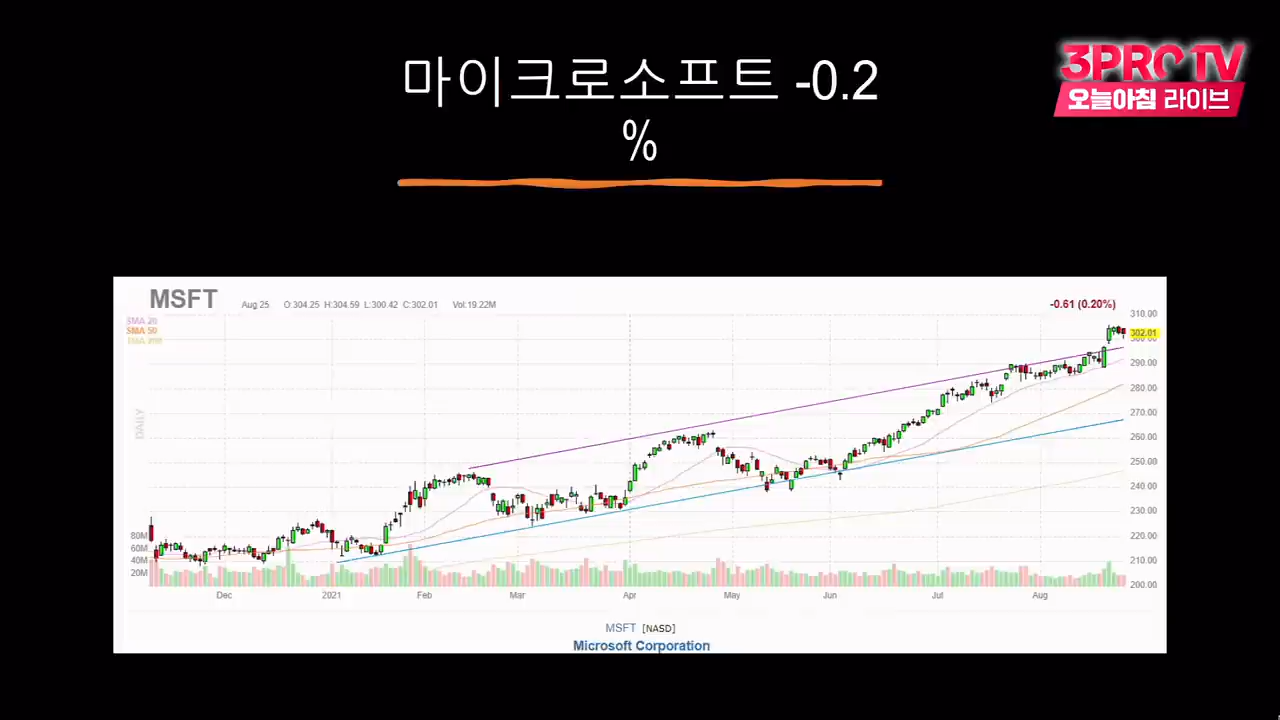 마이크로소프트 -0.2
%
3PRO TV
오늘아침 라이브
MSFT
Aug 25 O:304.25 H:304.59 L:300.42 C:302.01 Vol:19.22M
-0.61 (0.20%)
SMA 20
SMA 50
SMA 200
DAILY
310.00
302.01
300.00
290.00
280.00
270.00
260.00
250.00
240.00
230.00
220.00
210.00
200.00
80M
60M
40M
20M
Dec 2021 Feb Mar Apr May Jun Jul Aug
MSFT [NASD]
Microsoft Corporation